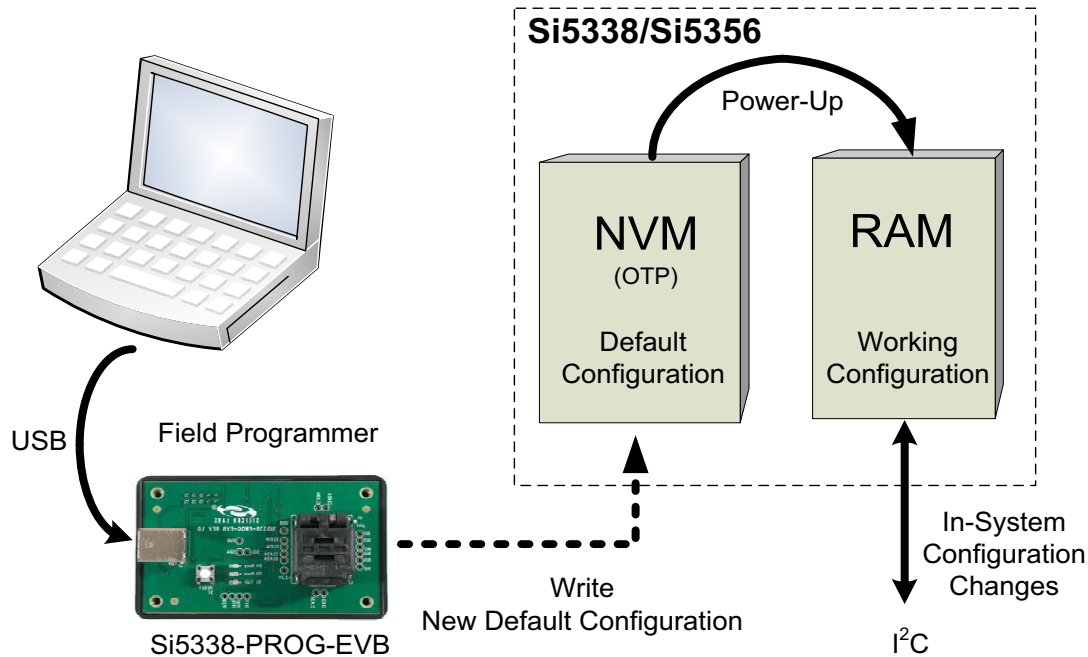 Si5338/Si5356
Power-Up
NVM
(OTP)
Default
Configuration
RAM
Working
Configuration
USB
Field Programmer
Si5338-PROG-EVB
Write
New Default Configuration
In-System
Configuration
Changes
I²C